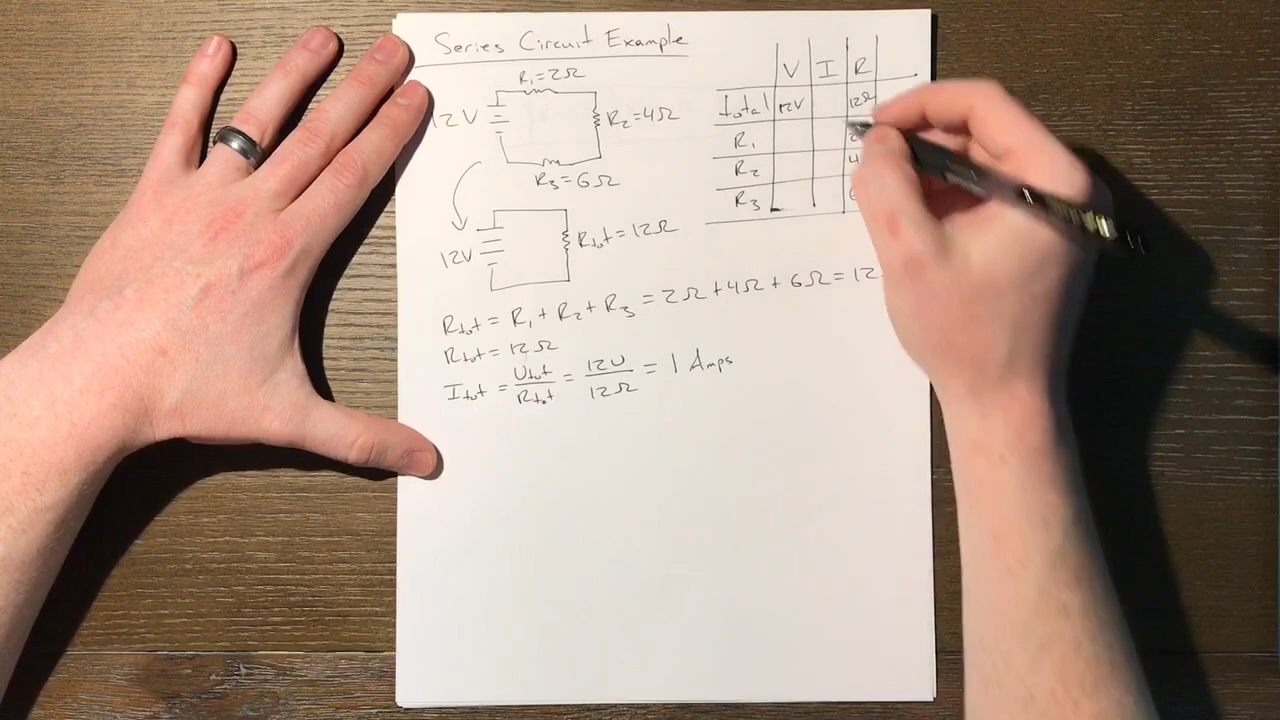 Series Circuit Example
R1=2Ω
12V
R2=4Ω
R3=6Ω
12V
Rtot=12Ω
V I R
total 12V 12Ω
R1
R2 4
R3
Rtot = R1 + R2 + R3 = 2Ω+4Ω+6Ω=12
Rtot=12Ω
Itot = Vtot/Rtot = 12V/12Ω = 1 Amps